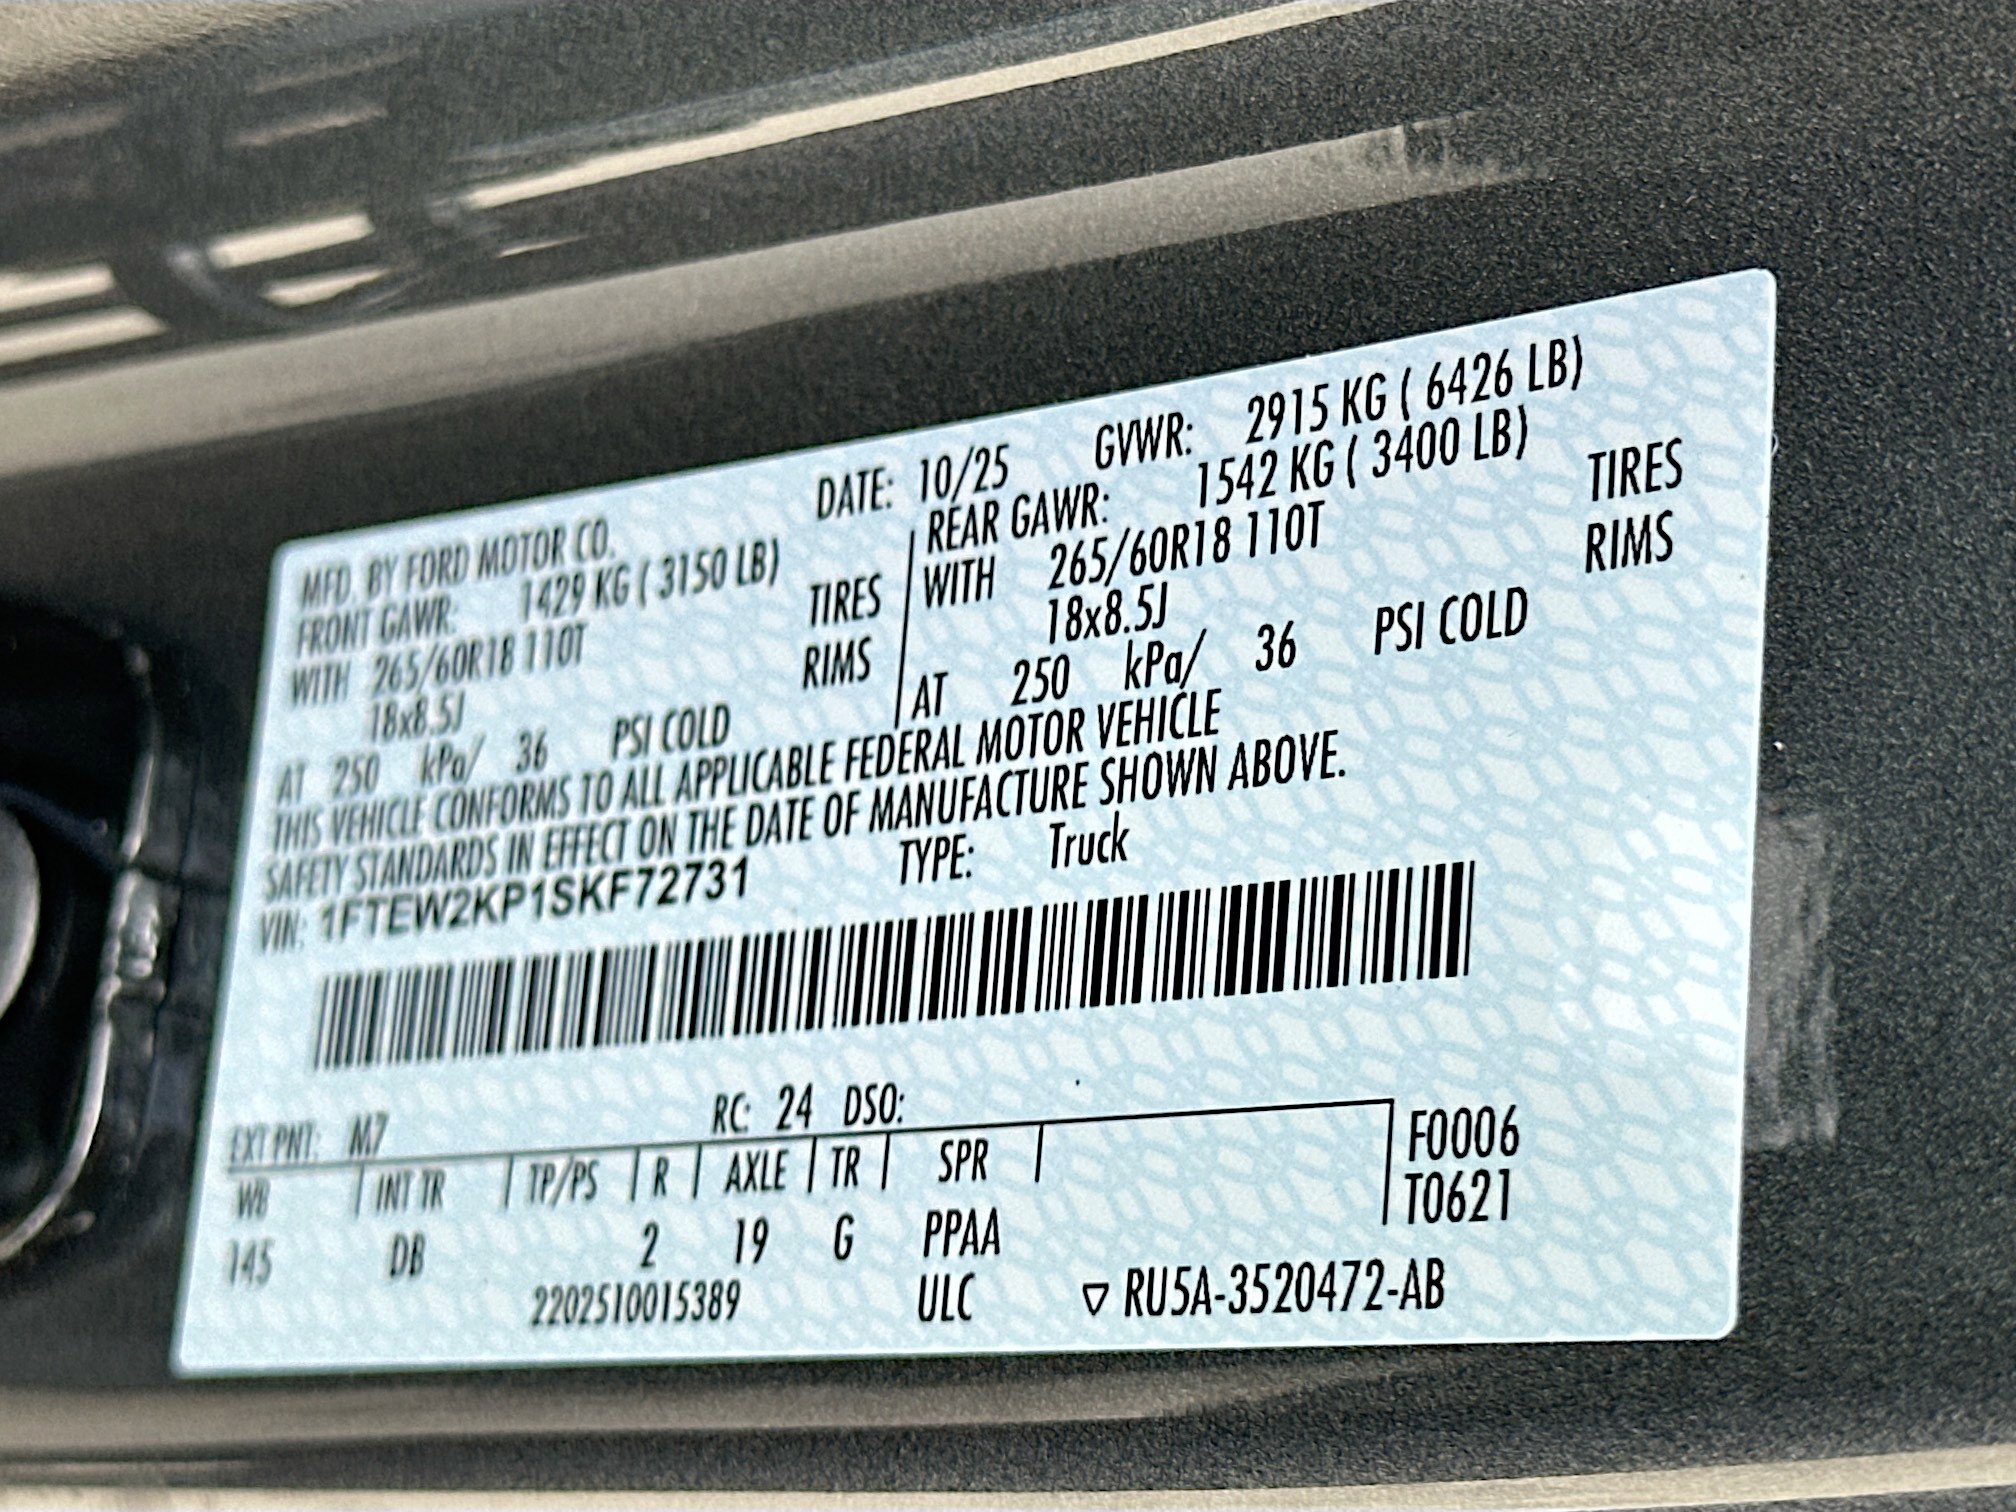 MFD. BY FORD MOTOR CO. DATE: 10/25 GVWR: 2915 KG ( 6426 LB)
FRONT GAWR: 1429 KG ( 3150 LB)
WITH 265/60R18 110T TIRES
18x8.5J RIMS
AT 250 kPa/ 36 PSI COLD
REAR GAWR: 1542 KG ( 3400 LB)
WITH 265/60R18 110T TIRES
18x8.5J RIMS
AT 250 kPa/ 36 PSI COLD
THIS VEHICLE CONFORMS TO ALL APPLICABLE FEDERAL MOTOR VEHICLE
SAFETY STANDARDS IN EFFECT ON THE DATE OF MANUFACTURE SHOWN ABOVE.
VIN: 1FTEW2KP1SKF72731 TYPE: Truck
EXT PNT: M7 RC: 24 DSO:
WB INT TR TP/PS R AXLE TR SPR
145 DB 2 19 G PPAA
F0006
T0621
2202510015389 ULC ▽ RU5A-3520472-AB